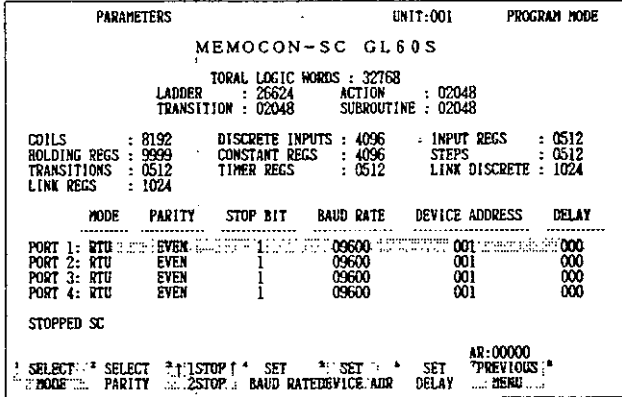 PARAMETERS UNIT:001 PROGRAM MODE
MEMOCON-SC GL60S
TORAL LOGIC WORDS : 32768
LADDER : 26624 ACTION : 02048
TRANSITION : 02048 SUBROUTINE : 02048
COILS : 8192 DISCRETE INPUTS : 4096 INPUT REGS : 0512
HOLDING REGS : 9999 CONSTANT REGS : 4096 STEPS : 0512
TRANSITIONS : 0512 TIMER REGS : 0512 LINK DISCRETE : 1024
LINK REGS : 1024
MODE PARITY STOP BIT BAUD RATE DEVICE ADDRESS DELAY
PORT 1: RTU EVEN 1 09600 001 000
PORT 2: RTU EVEN 1 09600 001 000
PORT 3: RTU EVEN 1 09600 001 000
PORT 4: RTU EVEN 1 09600 001 000
STOPPED SC
AR:00000
SELECT SELECT 1STOP SET SET SET PREVIOUS
MODE PARITY 2STOP BAUD RATE DEVICE ADR DELAY MENU